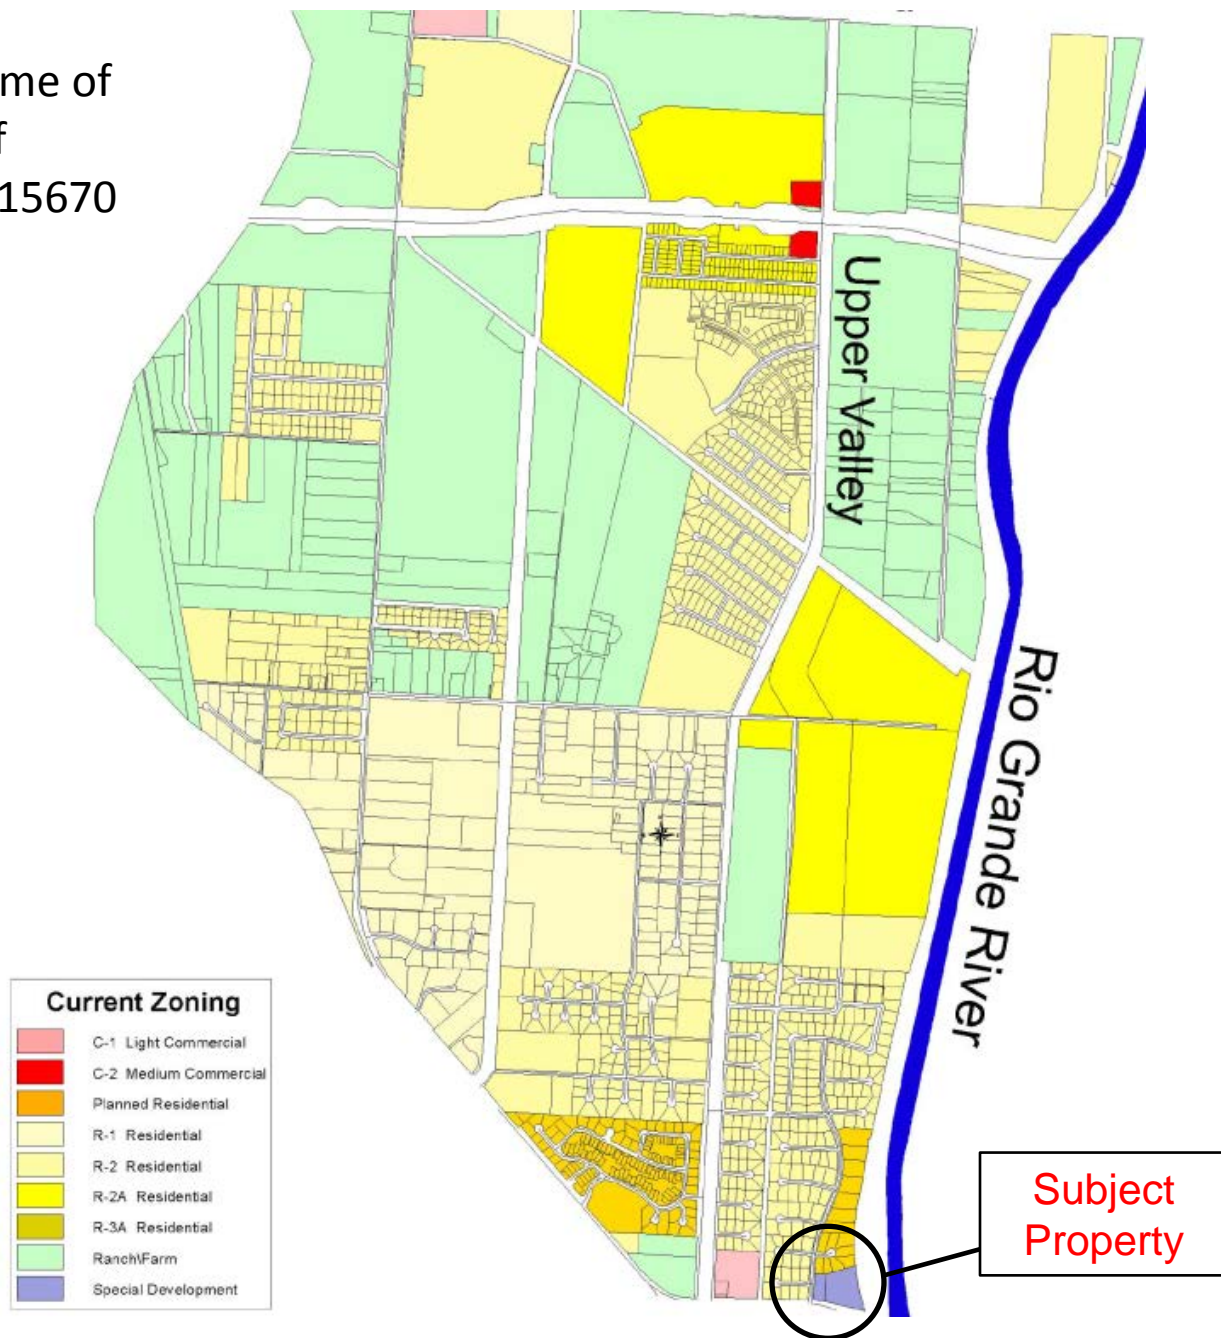 me of
f
15670
Upper Valley
Rio Grande River
Current Zoning
C-1 Light Commercial
C-2 Medium Commercial
Planned Residential
R-1 Residential
R-2 Residential
R-2A Residential
R-3A Residential
Ranch\Farm
Special Development
Subject
Property